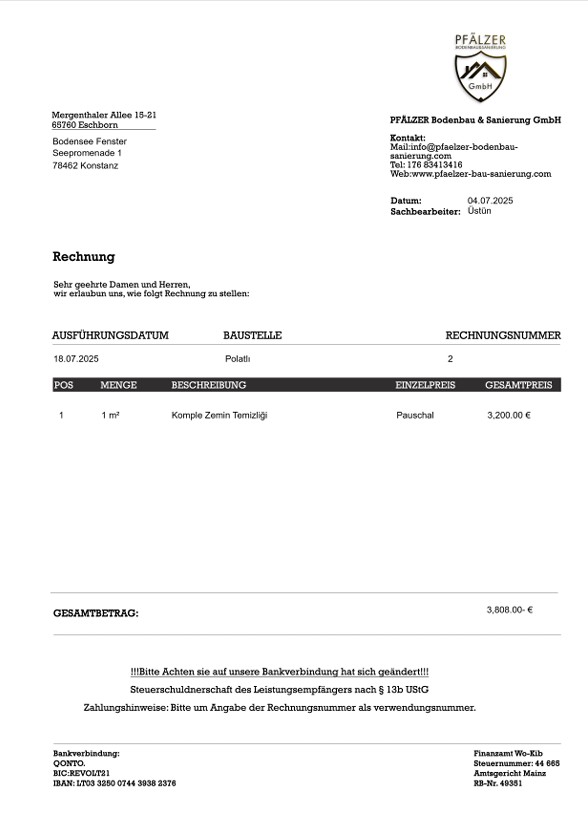 PFÄLZER
BODENBAU&SANIERUNG
GmbH
Mergenthaler Allee 15-21
65760 Eschborn
Bodensee Fenster
Seepromenade 1
78462 Konstanz
PFÄLZER Bodenbau & Sanierung GmbH
Kontakt:
Mail:info@pfaelzer-bodenbau-
sanierung.com
Tel: 176 83413416
Web:www.pfaelzer-bau-sanierung.com
Datum: 04.07.2025
Sachbearbeiter: Üstün
Rechnung
Sehr geehrte Damen und Herren,
wir erlaubun uns, wie folgt Rechnung zu stellen:
AUSFÜHRUNGSDATUM BAUSTELLE RECHNUNGSNUMMER
18.07.2025 Polatlı 2
POS MENGE BESCHREIBUNG EINZELPREIS GESAMTPREIS
1 1 m² Komple Zemin Temizliği Pauschal 3,200.00 €
GESAMTBETRAG: 3,808.00- €
!!!Bitte Achten sie auf unsere Bankverbindung hat sich geändert!!!
Steuerschuldnerschaft des Leistungsempfängers nach § 13b UStG
Zahlungshinweise: Bitte um Angabe der Rechnungsnummer als verwendungsnummer.
Bankverbindung:
QONTO.
BIC:REVOLT21
IBAN: LT03 3250 0744 3938 2376
Finanzamt Wo-Kib
Steuernummer: 44 665
Amtsgericht Mainz
RB-Nr. 49351